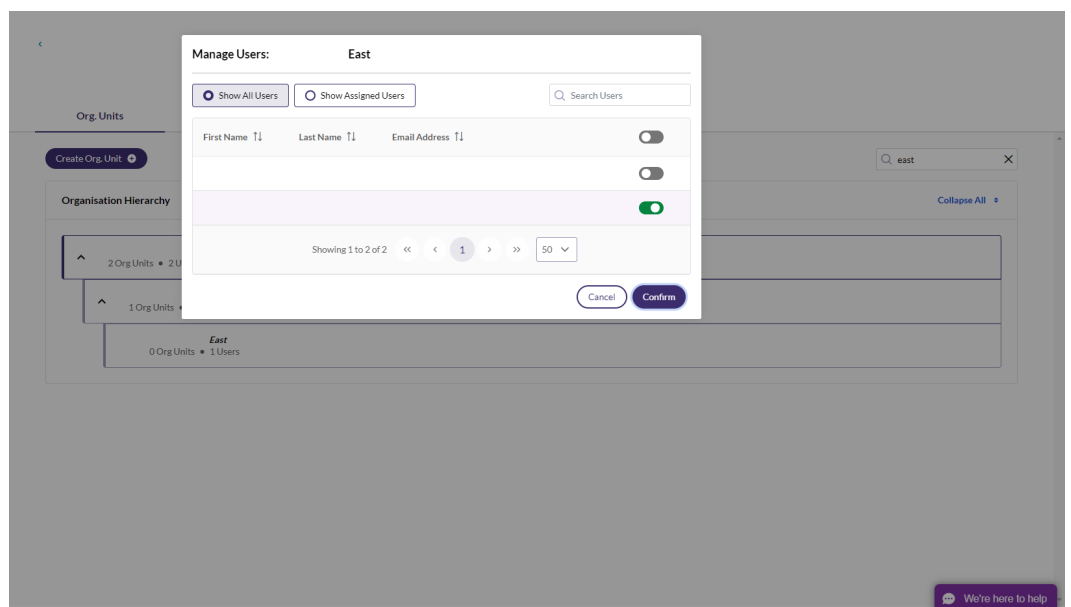 Manage Users: East
Show All Users Show Assigned Users Search Users
Org. Units
First Name Last Name Email Address
Create Org. Unit east
Organisation Hierarchy Collapse All
Showing 1 to 2 of 2 << < 1 > >> 50
2 Org Units • 2 U
Cancel Confirm
1 Org Units •
East
0 Org Units • 1 Users
We're here to help